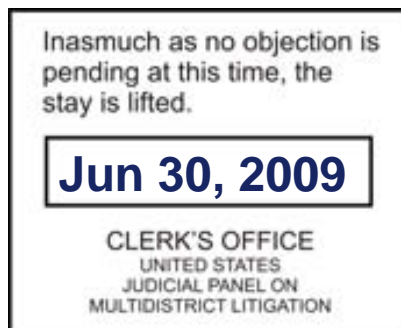 Inasmuch as no objection is
pending at this time, the
stay is lifted.
Jun 30, 2009
CLERK'S OFFICE
UNITED STATES
JUDICIAL PANEL ON
MULTIDISTRICT LITIGATION